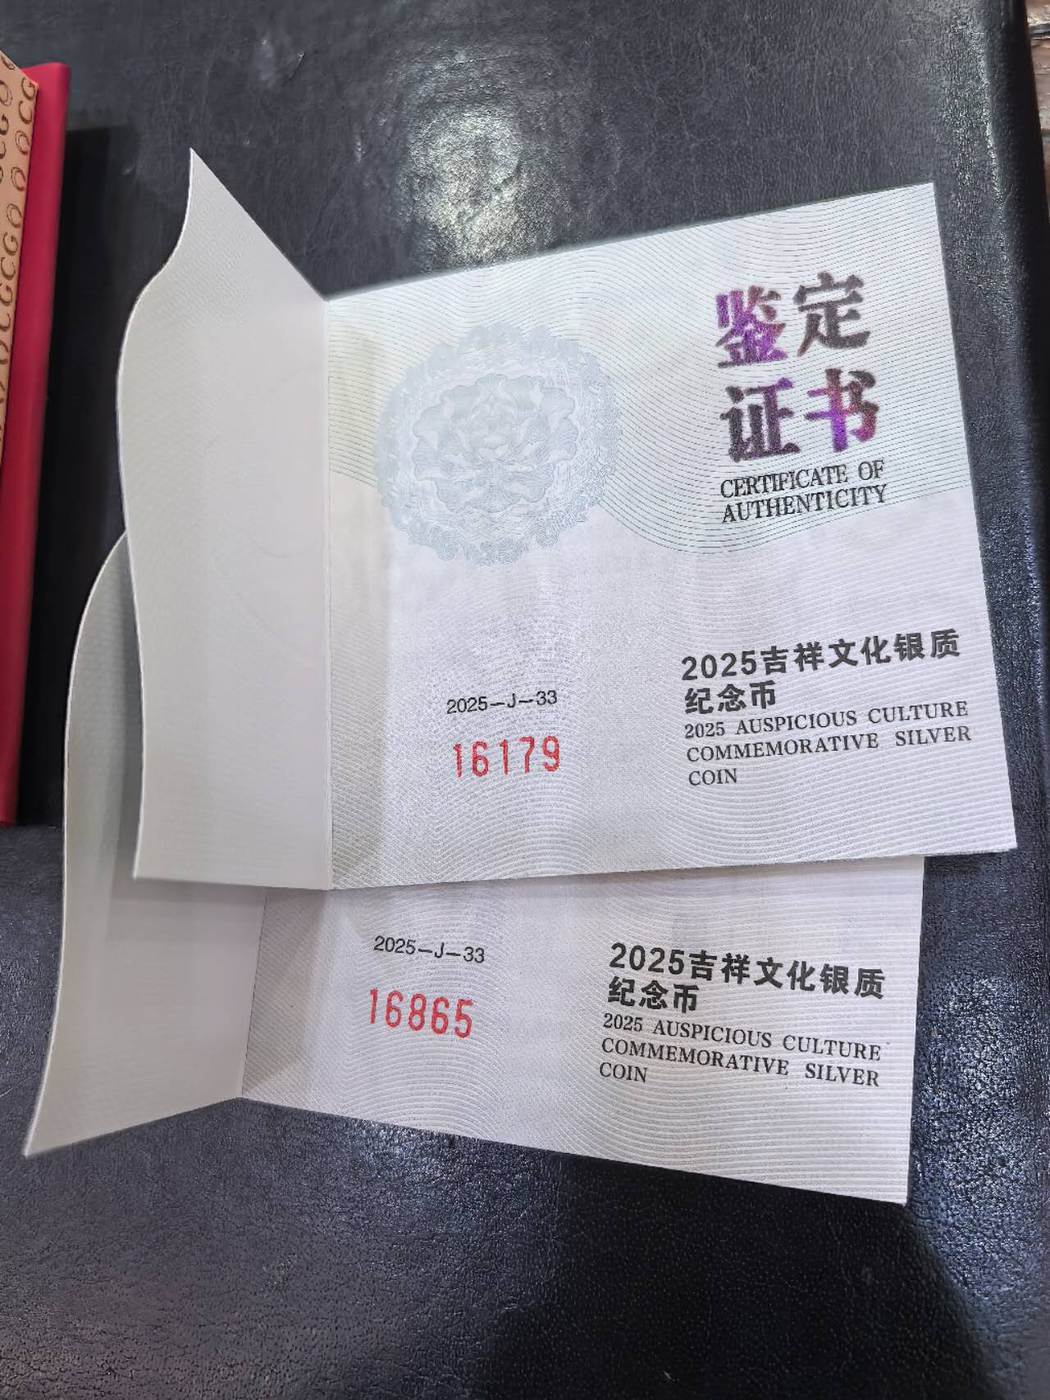 鉴定
证书
CERTIFICATE OF
AUTHENTICITY
2025吉祥文化银质
纪念币
2025 AUSPICIOUS CULTURE
COMMEMORATIVE SILVER
COIN
2025-J-33
16179
2025-J-33
16865
2025吉祥文化银质
纪念币
2025 AUSPICIOUS CULTURE
COMMEMORATIVE SILVER
COIN